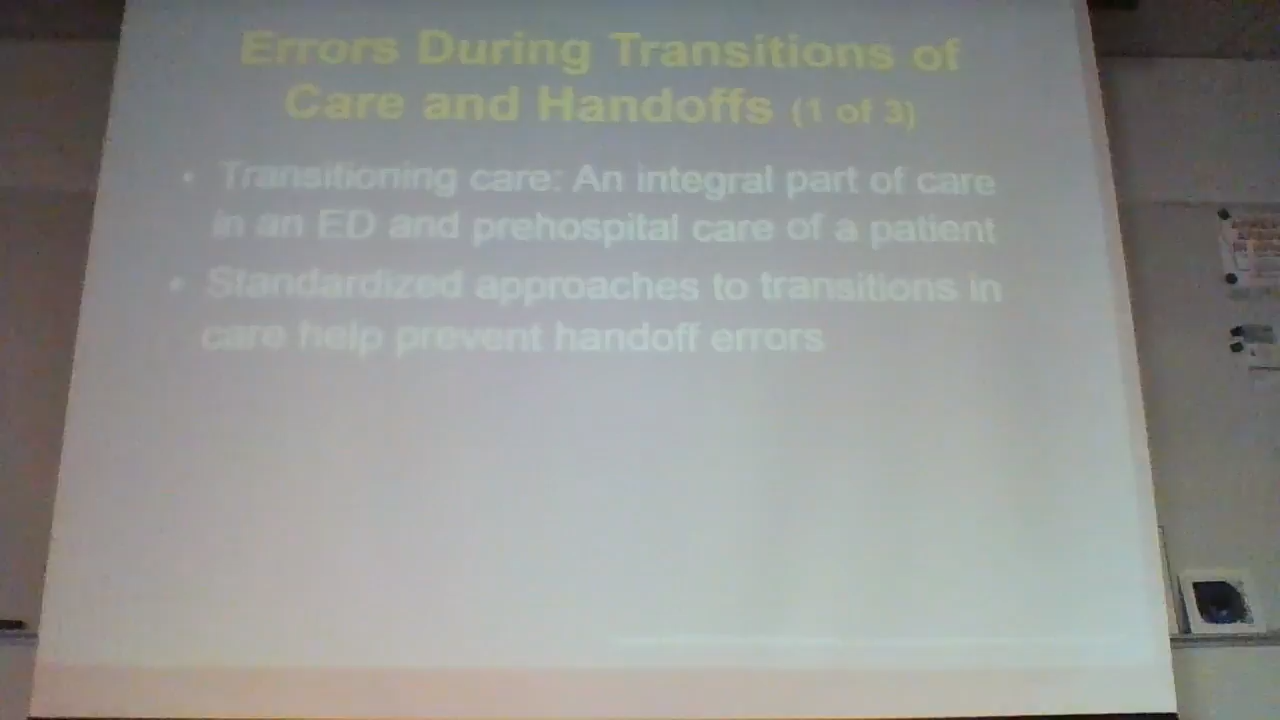 Errors During Transitions of
Care and Handoffs (1 of 3)
• Transitioning care: An integral part of care
in an ED and prehospital care of a patient
• Standardized approaches to transitions in
care help prevent handoff errors